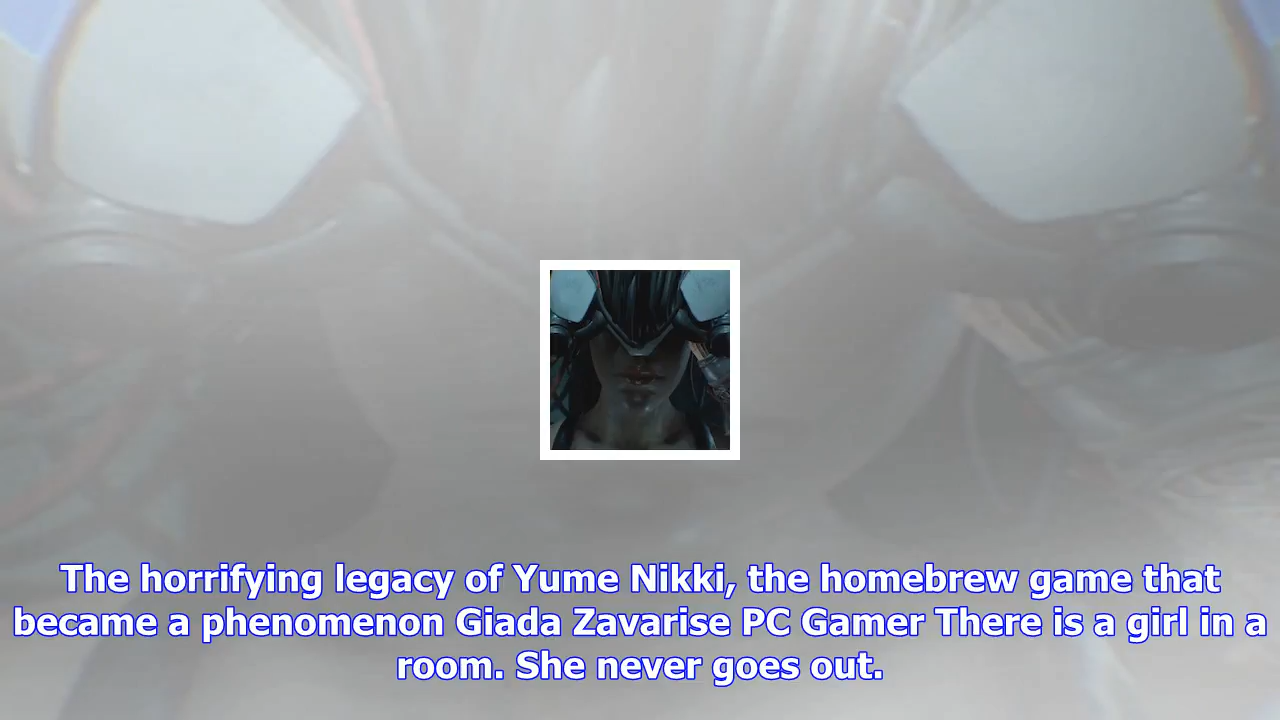 The horrifying legacy of Yume Nikki, the homebrew game that
became a phenomenon Giada Zavarise PC Gamer There is a girl in a
room. She never goes out.